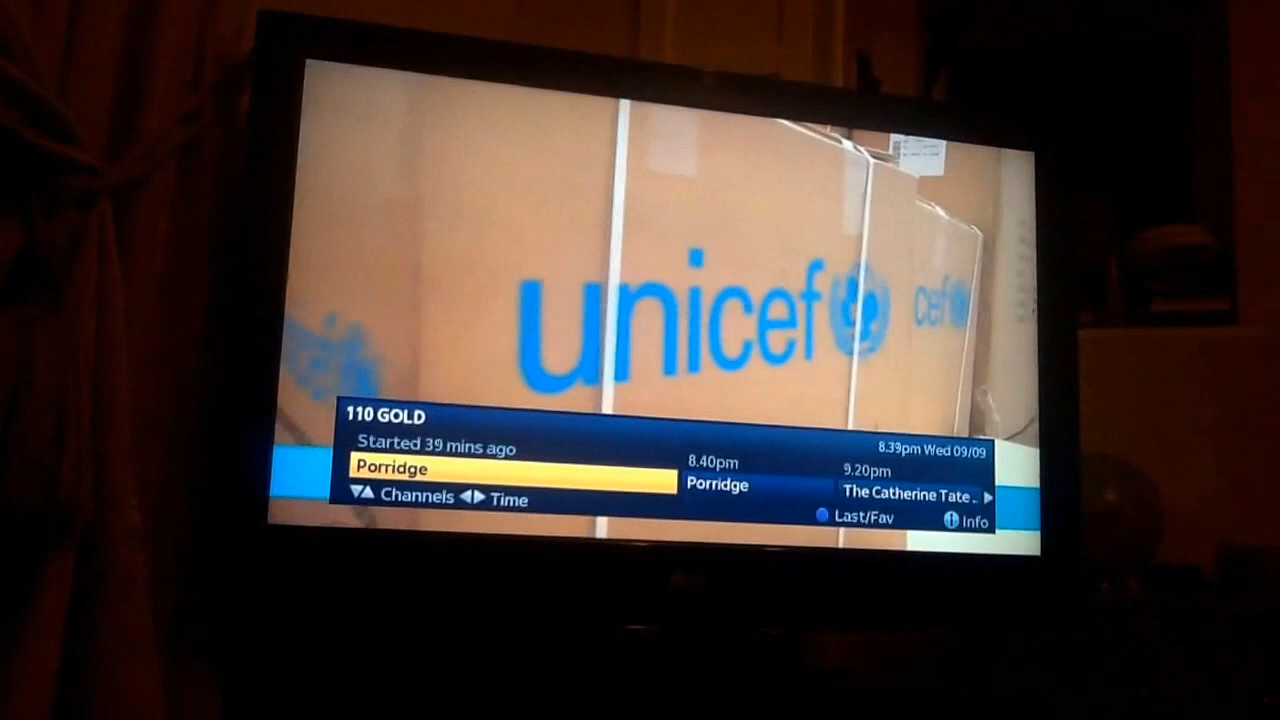 unicef
cef
110 GOLD
8.39pm Wed 09/09
Started 39 mins ago
8.40pm
9.20pm
Porridge
Porridge
The Catherine Tate..
Channels
Time
Last/Fav
Info